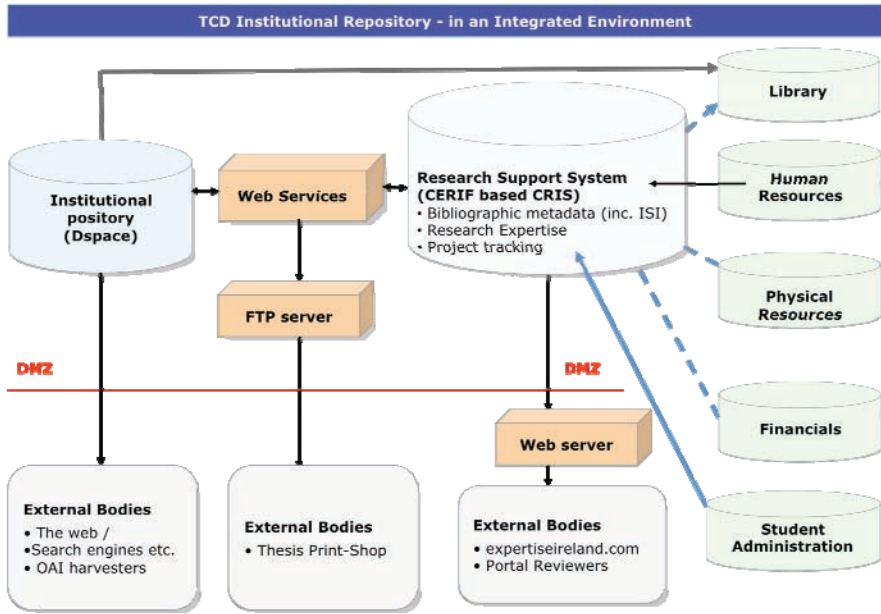 TCD Institutional Repository - in an Integrated Environment
Library
Institutional
pository
(Dspace)
Web Services
Research Support System
(CERIF based CRIS)
• Bibliographic metadata (inc. ISI)
• Research Expertise
• Project tracking
Human
Resources
FTP server
Physical
Resources
DMZ
DMZ
Financials
Web server
External Bodies
• The web /
•Search engines etc.
• OAI harvesters
External Bodies
• Thesis Print-Shop
External Bodies
• expertiseireland.com
• Portal Reviewers
Student
Administration